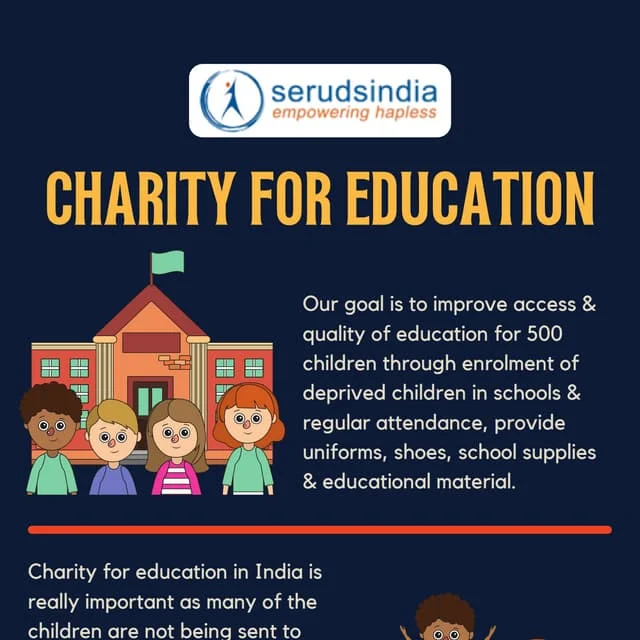 serudsindia
empowering hapless
CHARITY FOR EDUCATION
Our goal is to improve access &
quality of education for 500
children through enrolment of
deprived children in schools &
regular attendance, provide
uniforms, shoes, school supplies
& educational material.
Charity for education in India is
really important as many of the
children are not being sent to